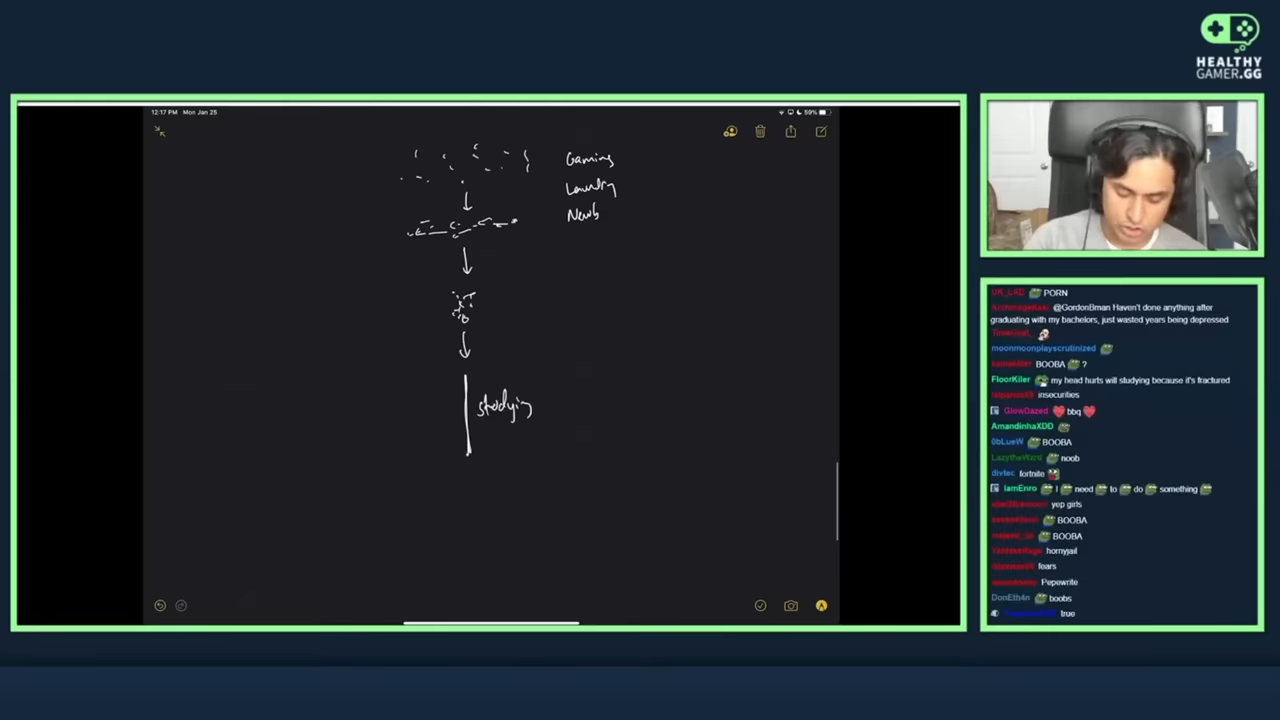 HEALTHY
GAMER.GG
12:17 PM Mon Jan 25
59%
Gaming
Laundry
Newb
studying
PORN
@GordonBman Haven't done anything after
graduating with my bachelors, just wasted years being depressed
moonmoonplayscrutinized
BOOBA ?
FloorKiler my head hurts will studying because it's fractured
insecurities
GlowDazed bbq
AmandinhaXDD
0bLueW BOOBA
LazytheWzrd noob
divtec fortnite
IamEnro I need to do something
yep girls
BOOBA
BOOBA
hornyjail
fears
Pepewrite
DonEth4n boobs
true